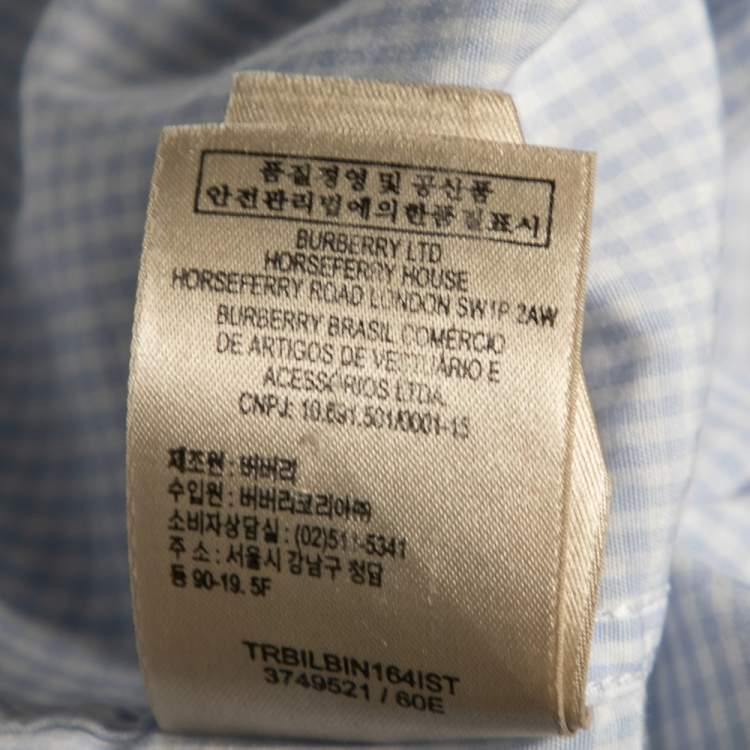 품질경영 및 공산품
안전관리법에의한품질표시
BURBERRY LTD
HORSEFERRY HOUSE
HORSEFERRY ROAD LONDON SW1P 2AW
BURBERRY BRASIL COMÉRCIO
DE ARTIGOS DE VESTUÁRIO E
ACESSÓRIOS LTDA.
CNPJ: 10.691.501/0001-15
제조원 : 버버리
수입원 : 버버리코리아㈜
소비자상담실 : (02)511-5341
주 소 : 서울시 강남구 청담
동 90-19. 5F
TRBILBIN164IST
3749521 / 60E